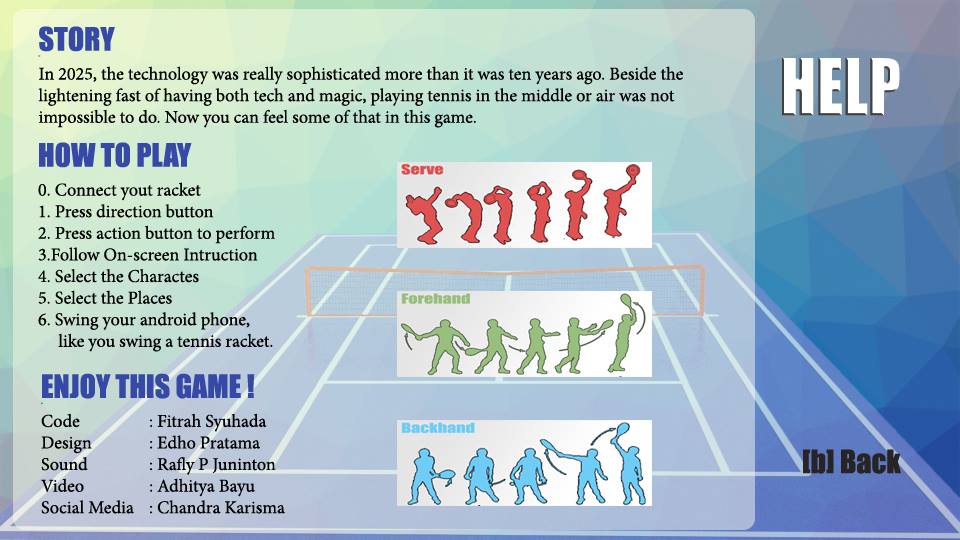 STORY
In 2025, the technology was really sophisticated more than it was ten years ago. Beside the
lightening fast of having both tech and magic, playing tennis in the middle or air was not
impossible to do. Now you can feel some of that in this game.
HELP
HOW TO PLAY
0. Connect yout racket
1. Press direction button
2. Press action button to perform
3.Follow On-screen Intruction
4. Select the Charactes
5. Select the Places
6. Swing your android phone,
like you swing a tennis racket.
Serve
Forehand
Backhand
ENJOY THIS GAME !
Code : Fitrah Syuhada
Design : Edho Pratama
Sound : Rafly P Juninton
Video : Adhitya Bayu
Social Media : Chandra Karisma
[b] Back